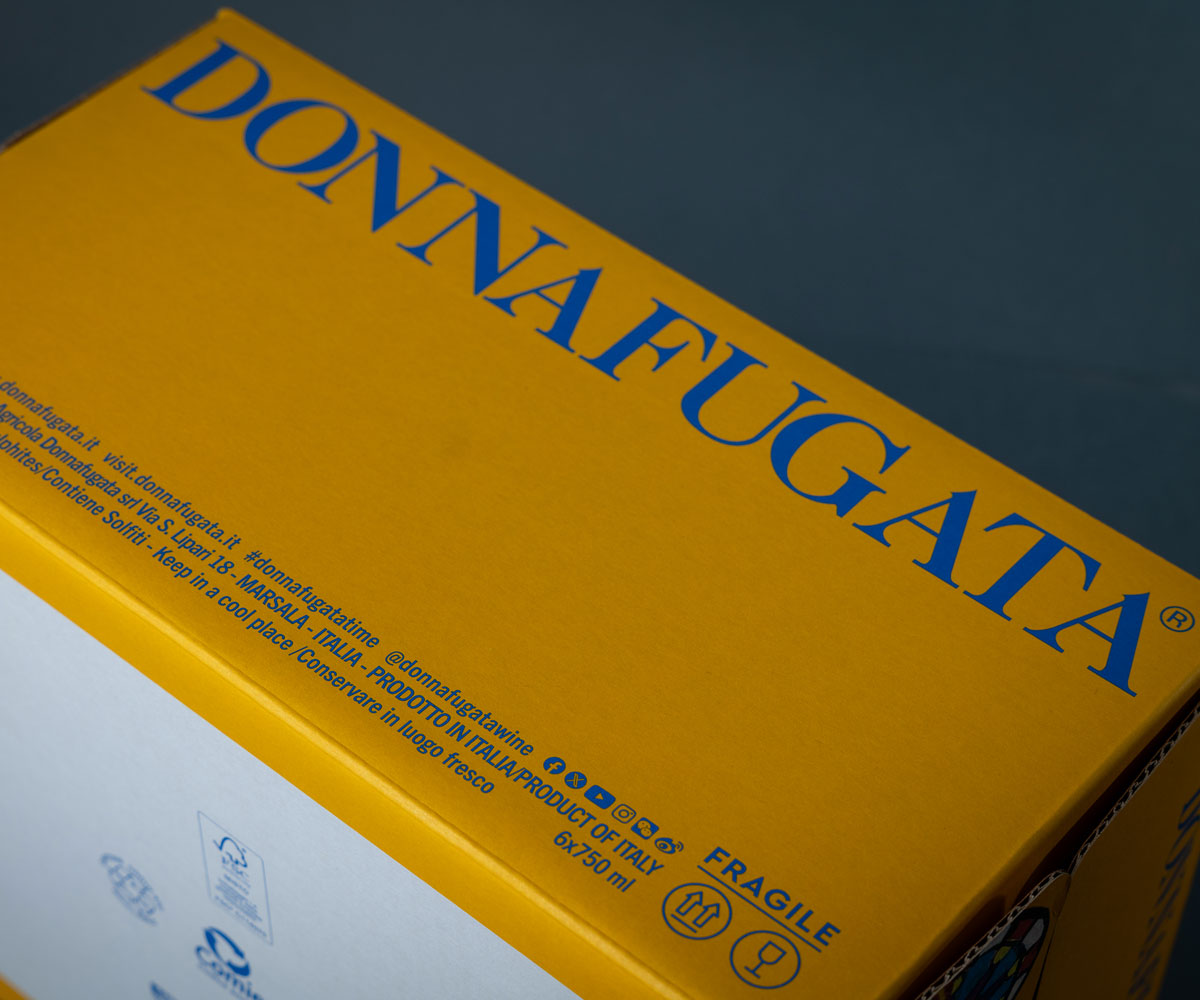 DONNAFUGATA®
donnafugata.it visit.donnafugata.it #donnafugatatime @donnafugatawine
Agricola Donnafugata srl Via S. Lipari 18 - MARSALA - ITALIA - PRODOTTO IN ITALIA/PRODUCT OF ITALY
/Contiene Solfiti - Keep in a cool place /Conservare in luogo fresco
6x750 ml
FRAGILE
FSC